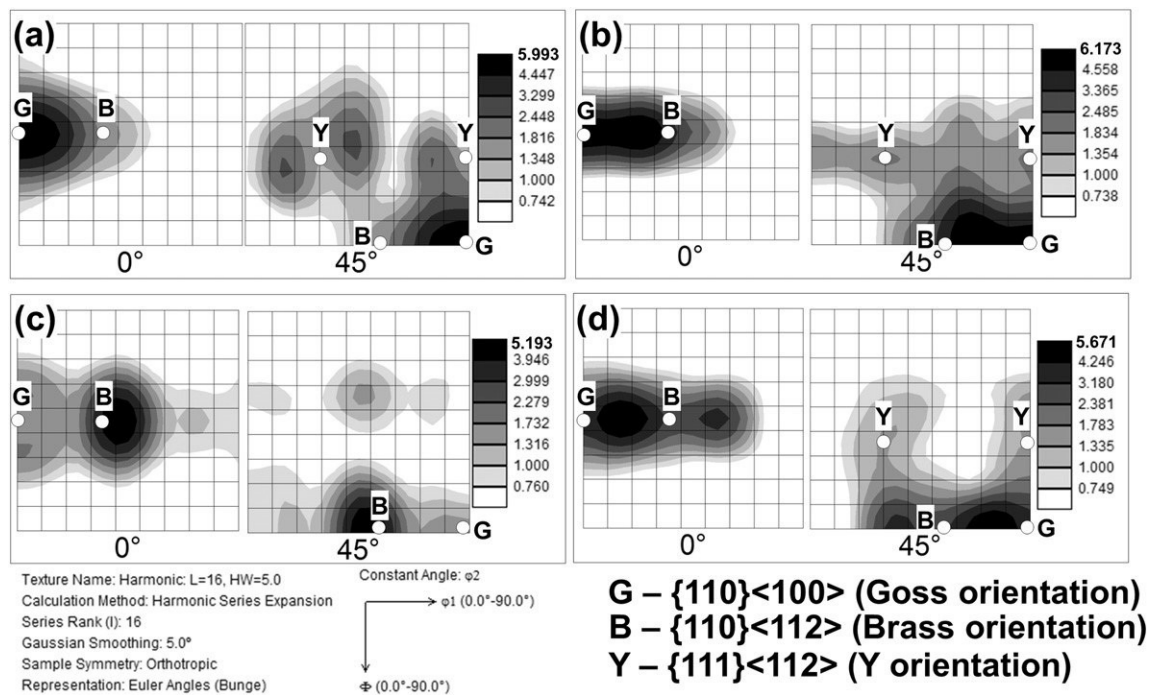 (a)
G
B
0°
Y
Y
B
G
45°
5.993
4.447
3.299
2.448
1.816
1.348
1.000
0.742
(b)
G
B
0°
Y
Y
B
G
45°
6.173
4.558
3.365
2.485
1.834
1.354
1.000
0.738
(c)
G
B
0°
B
G
45°
5.193
3.946
2.999
2.279
1.732
1.316
1.000
0.760
(d)
G
B
0°
Y
Y
B
G
45°
5.671
4.246
3.180
2.381
1.783
1.335
1.000
0.749
Texture Name: Harmonic: L=16, HW=5.0
Calculation Method: Harmonic Series Expansion
Series Rank (l): 16
Gaussian Smoothing: 5.0°
Sample Symmetry: Orthotropic
Representation: Euler Angles (Bunge)
Constant Angle: φ2
φ1 (0.0°-90.0°)
Φ (0.0°-90.0°)
G – {110}<100> (Goss orientation)
B – {110}<112> (Brass orientation)
Y – {111}<112> (Y orientation)